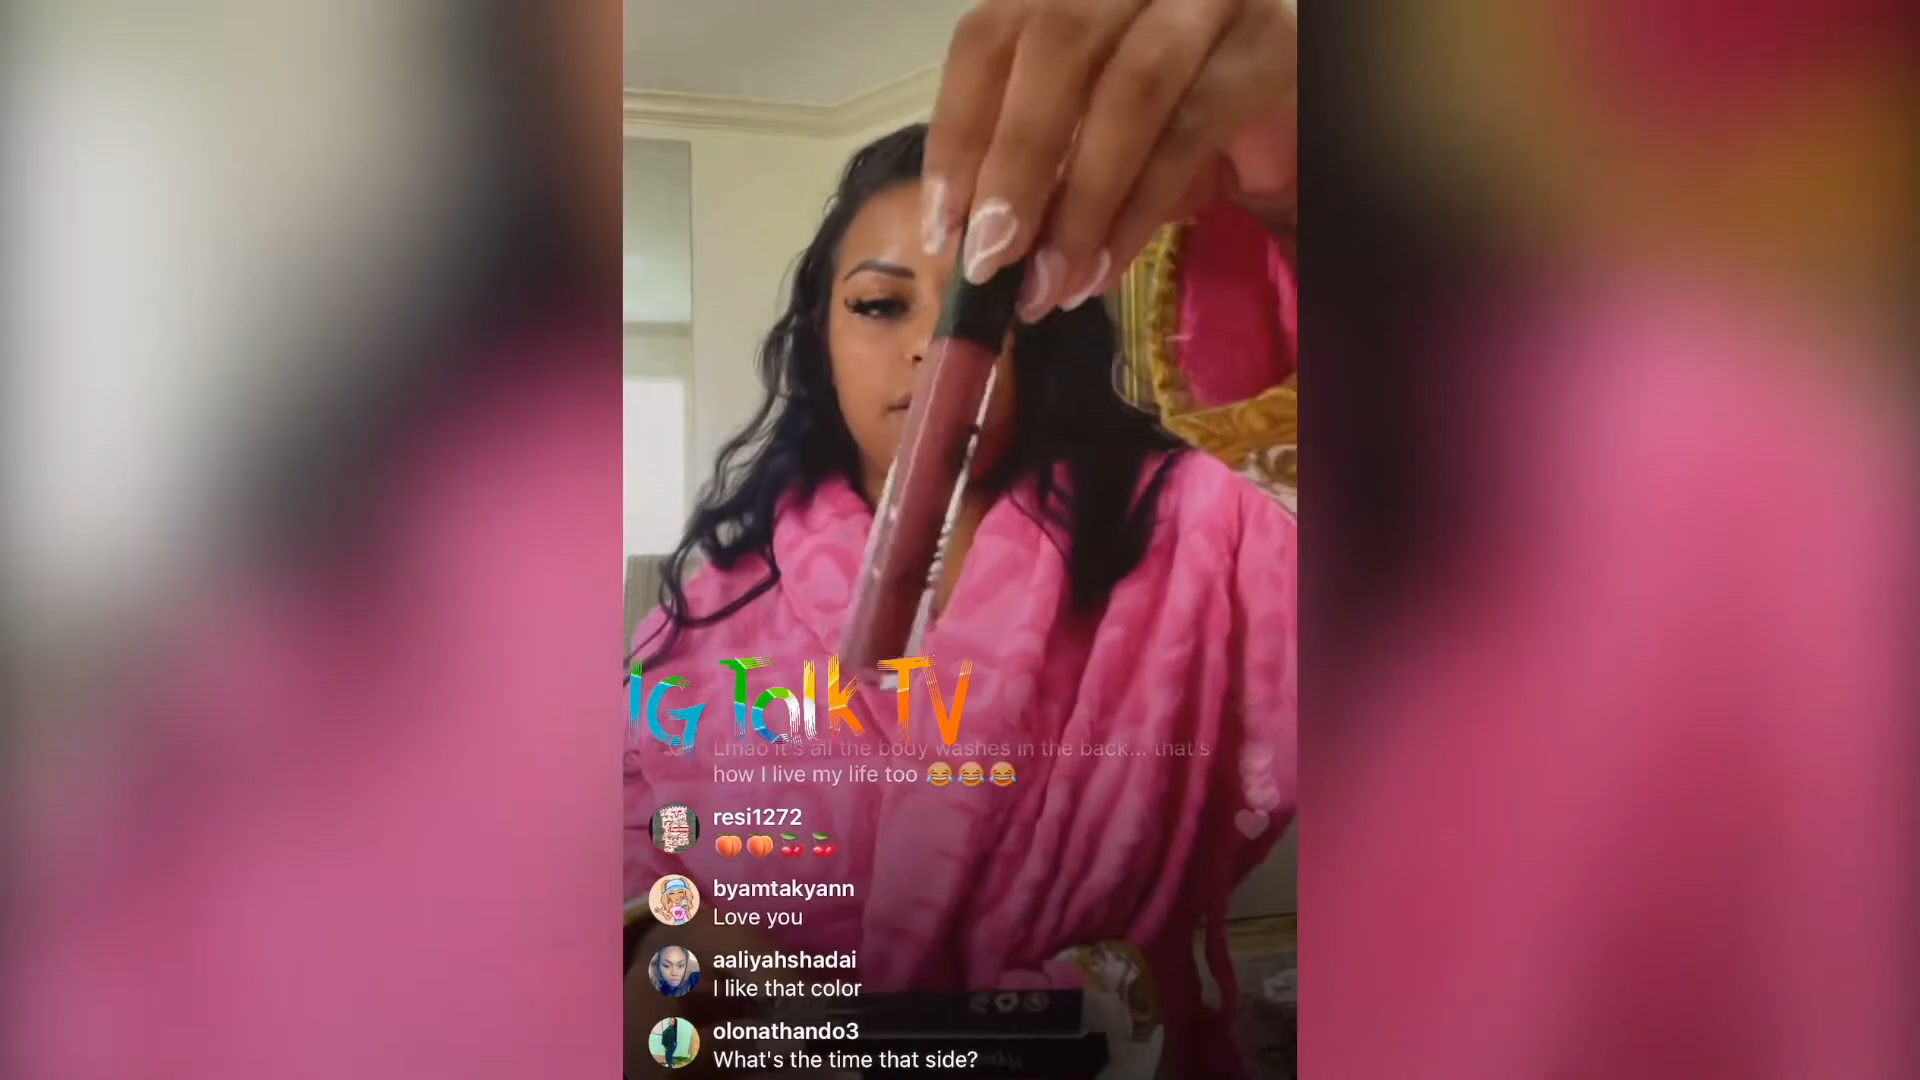 IG Talk TV
Lmao it's all the body washes in the back... that's
how I live my life too 😂😂😂
resi1272
🍑🍑🍒🍒
byamtakyann
Love you
aaliyahshadai
I like that color
olonathando3
What's the time that side?